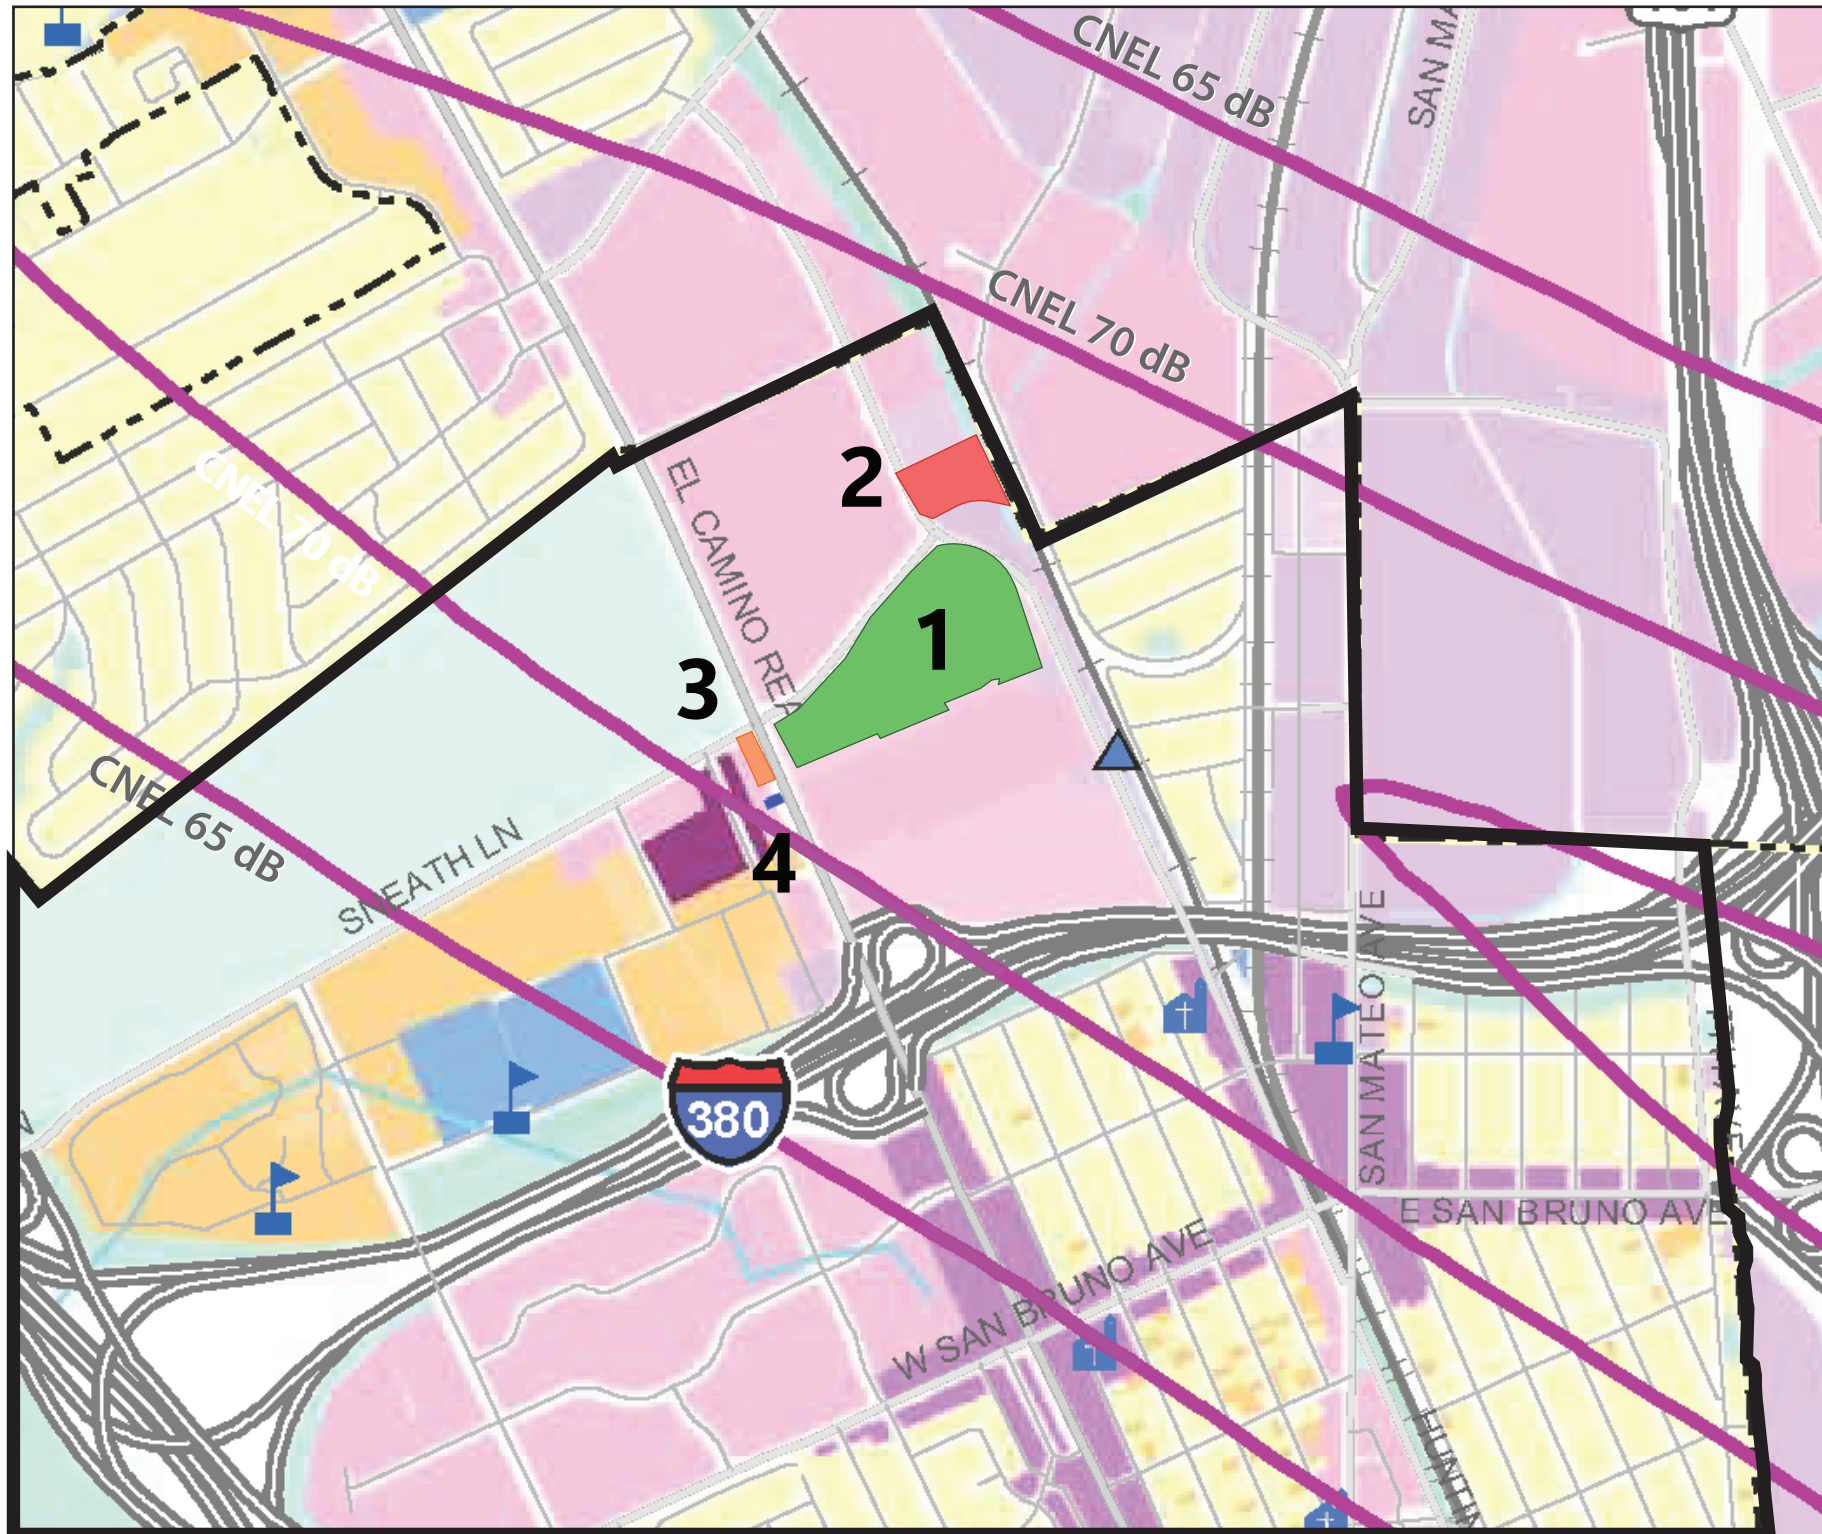 CNEL 65 dB
SAN MA
CNEL 70 dB
2
EL CAMINO REA
CNEL 70 dB
1
3
CNEL 65 dB
SNEATH LN
4
SAN MATEO AVE
380
E SAN BRUNO AVE
W SAN BRUNO AVE
HUNTIN